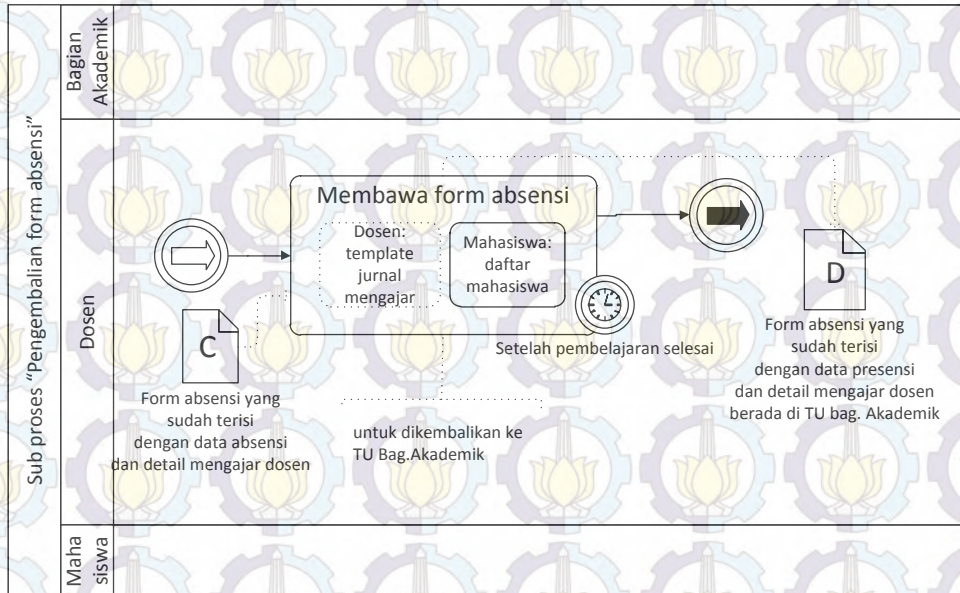 Sub proses “Pengembalian form absensi”
Bagian
Akademik
Dosen
Membawa form absensi
Dosen:
template
jurnal
mengajar
Mahasiswa:
daftar
mahasiswa
Setelah pembelajaran selesai
C
Form absensi yang
sudah terisi
dengan data absensi
dan detail mengajar dosen
untuk dikembalikan ke
TU Bag.Akademik
D
Form absensi yang
sudah terisi
dengan data presensi
dan detail mengajar dosen
berada di TU bag. Akademik
Maha
siswa